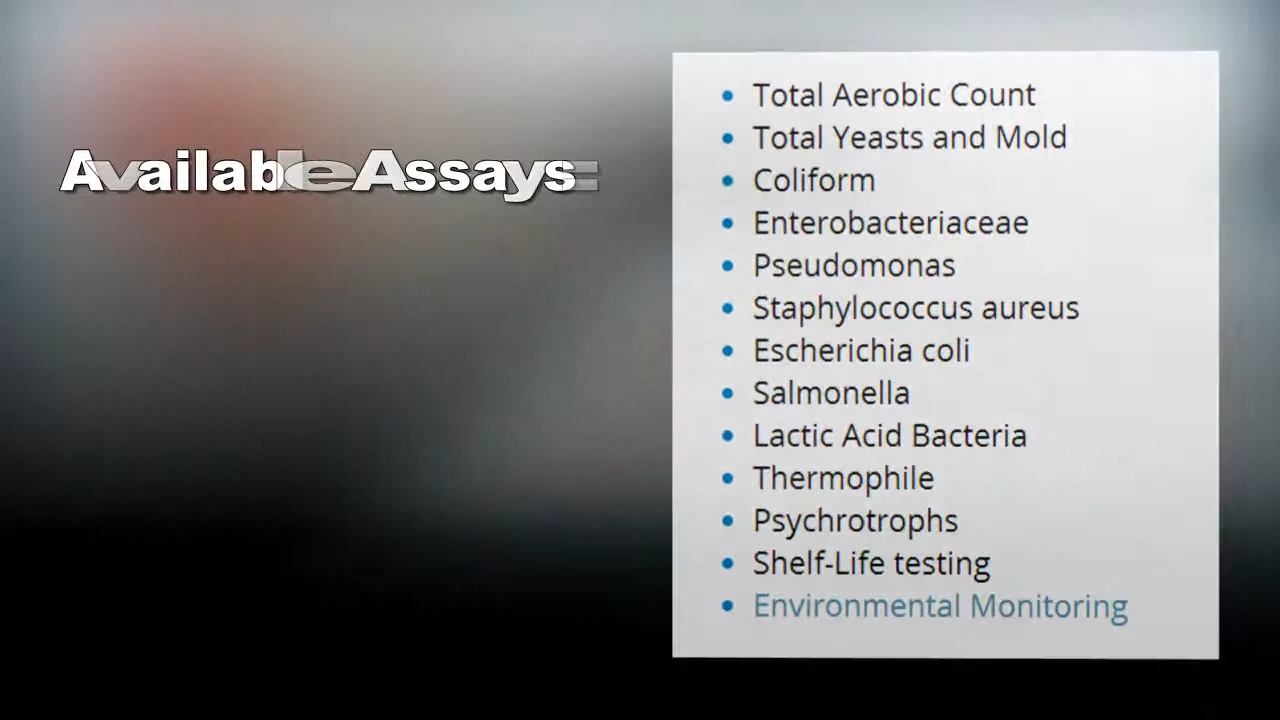 Available Assays:
Total Aerobic Count
Total Yeasts and Mold
Coliform
Enterobacteriaceae
Pseudomonas
Staphylococcus aureus
Escherichia coli
Salmonella
Lactic Acid Bacteria
Thermophile
Psychrotrophs
Shelf-Life testing
Environmental Monitoring